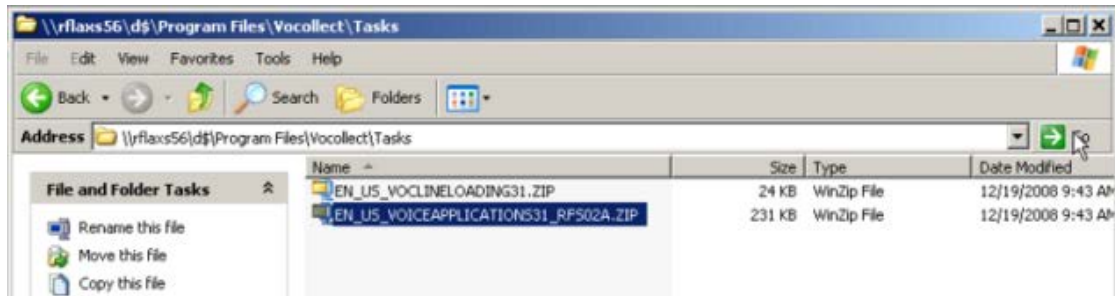 \\rflaxs56\d$\Program Files\Vocollect\Tasks
File Edit View Favorites Tools Help
Back Search Folders
Address \\rflaxs56\d$\Program Files\Vocollect\Tasks
Name Size Type Date Modified
File and Folder Tasks
EN_US_VOCLINELOADING31.ZIP 24 KB WinZip File 12/19/2008 9:43 AM
EN_US_VOICEAPPLICATIONS31_RFS02A.ZIP 231 KB WinZip File 12/19/2008 9:43 AM
Rename this file
Move this file
Copy this file